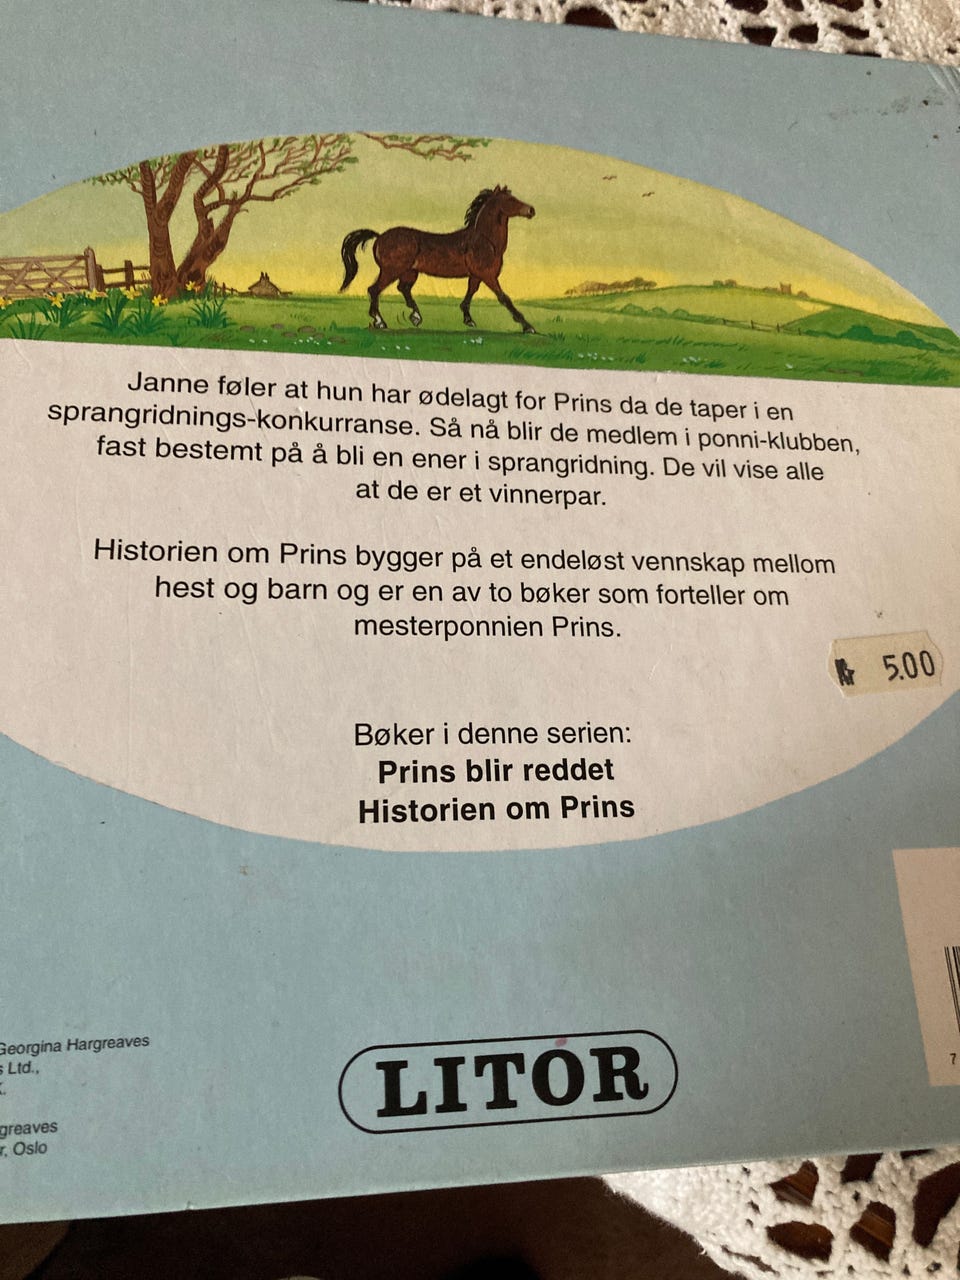 Janne føler at hun har ødelagt for Prins da de taper i en
sprangridnings-konkurranse. Så nå blir de medlem i ponni-klubben,
fast bestemt på å bli en ener i sprangridning. De vil vise alle
at de er et vinnerpar.
Historien om Prins bygger på et endeløst vennskap mellom
hest og barn og er en av to bøker som forteller om
mesterponnien Prins.
kr 5.00
Bøker i denne serien:
Prins blir reddet
Historien om Prins
Georgina Hargreaves
s Ltd.,
greaves
r, Oslo
LITOR
7